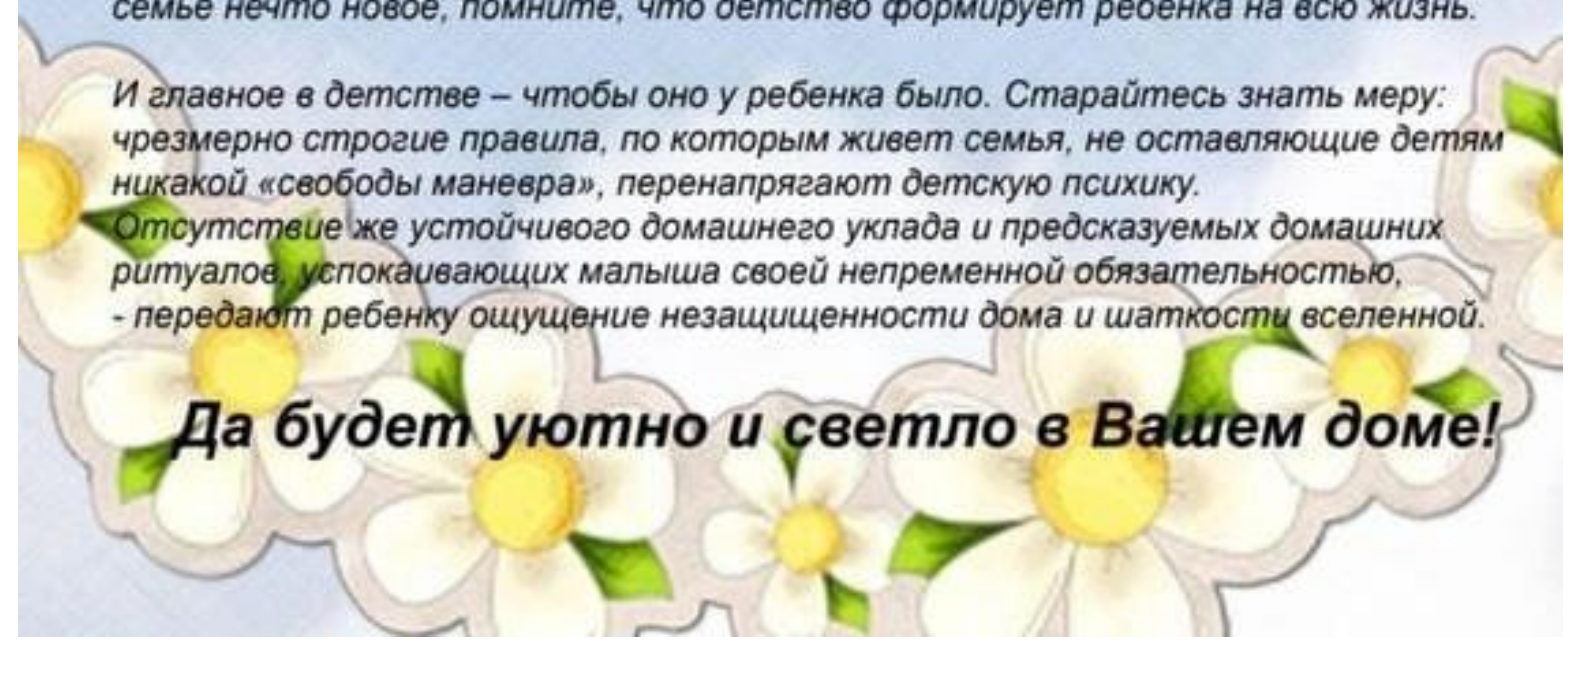 семье нечто новое, помните, что детство формирует ребенка на всю жизнь.
И главное в детстве – чтобы оно у ребенка было. Старайтесь знать меру:
чрезмерно строгие правила, по которым живет семья, не оставляющие детям
никакой «свободы маневра», перенапрягают детскую психику.
Отсутствие же устойчивого домашнего уклада и предсказуемых домашних
ритуалов, успокаивающих малыша своей непременной обязательностью,
- передают ребенку ощущение незащищенности дома и шаткости вселенной.
Да будет уютно и светло в Вашем доме!